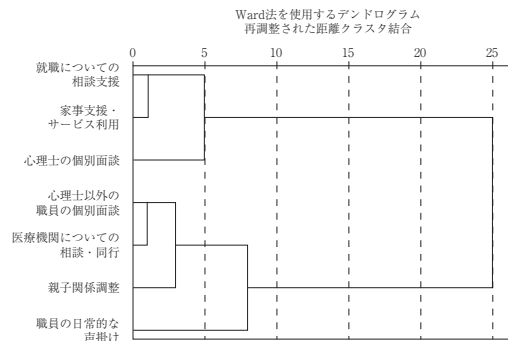 Ward法を使用するデンドログラム
再調整された距離クラスタ結合
0 5 10 15 20 25
就職についての
相談支援
家事支援・
サービス利用
心理士の個別面談
心理士以外の
職員の個別面談
医療機関についての
相談・同行
親子関係調整
職員の日常的な
声掛け